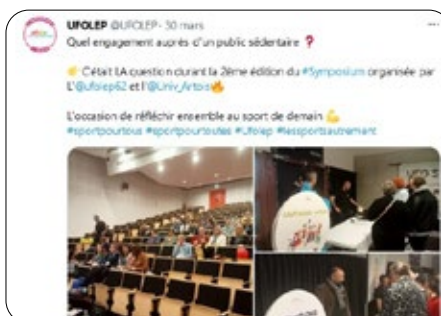 UFOLEP @UFOLEP · 30 mars
Quel engagement auprès d'un public sédentaire ❓
👉 C'était LA question durant la 2ème édition du #Symposium organisée par
L'@ufolep62 et l'@Univ_Artois🔥
L'occasion de réfléchir ensemble au sport de demain 💪
#sportpourtous #sportpourtoutes #Ufolep #lessportsautrement